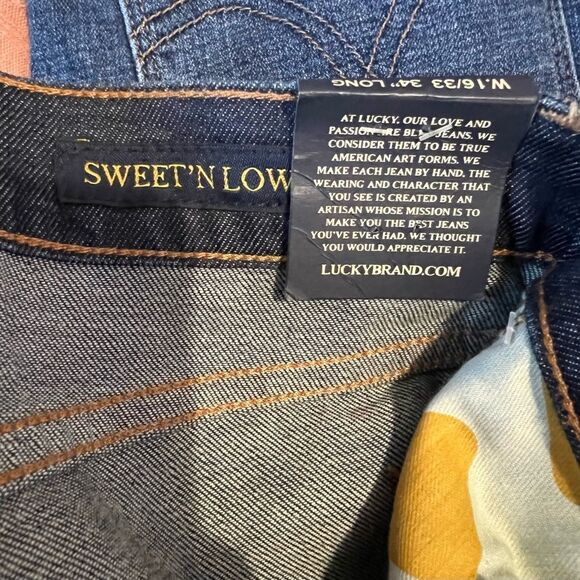 W.16/33 34" LONG
AT LUCKY, OUR LOVE AND
PASSION ARE BLUE JEANS. WE
CONSIDER THEM TO BE TRUE
AMERICAN ART FORMS. WE
MAKE EACH JEAN BY HAND. THE
WEARING AND CHARACTER THAT
YOU SEE IS CREATED BY AN
ARTISAN WHOSE MISSION IS TO
MAKE YOU THE BEST JEANS
YOU'VE EVER HAD. WE THOUGHT
YOU WOULD APPRECIATE IT.
LUCKYBRAND.COM
SWEET'N LOW